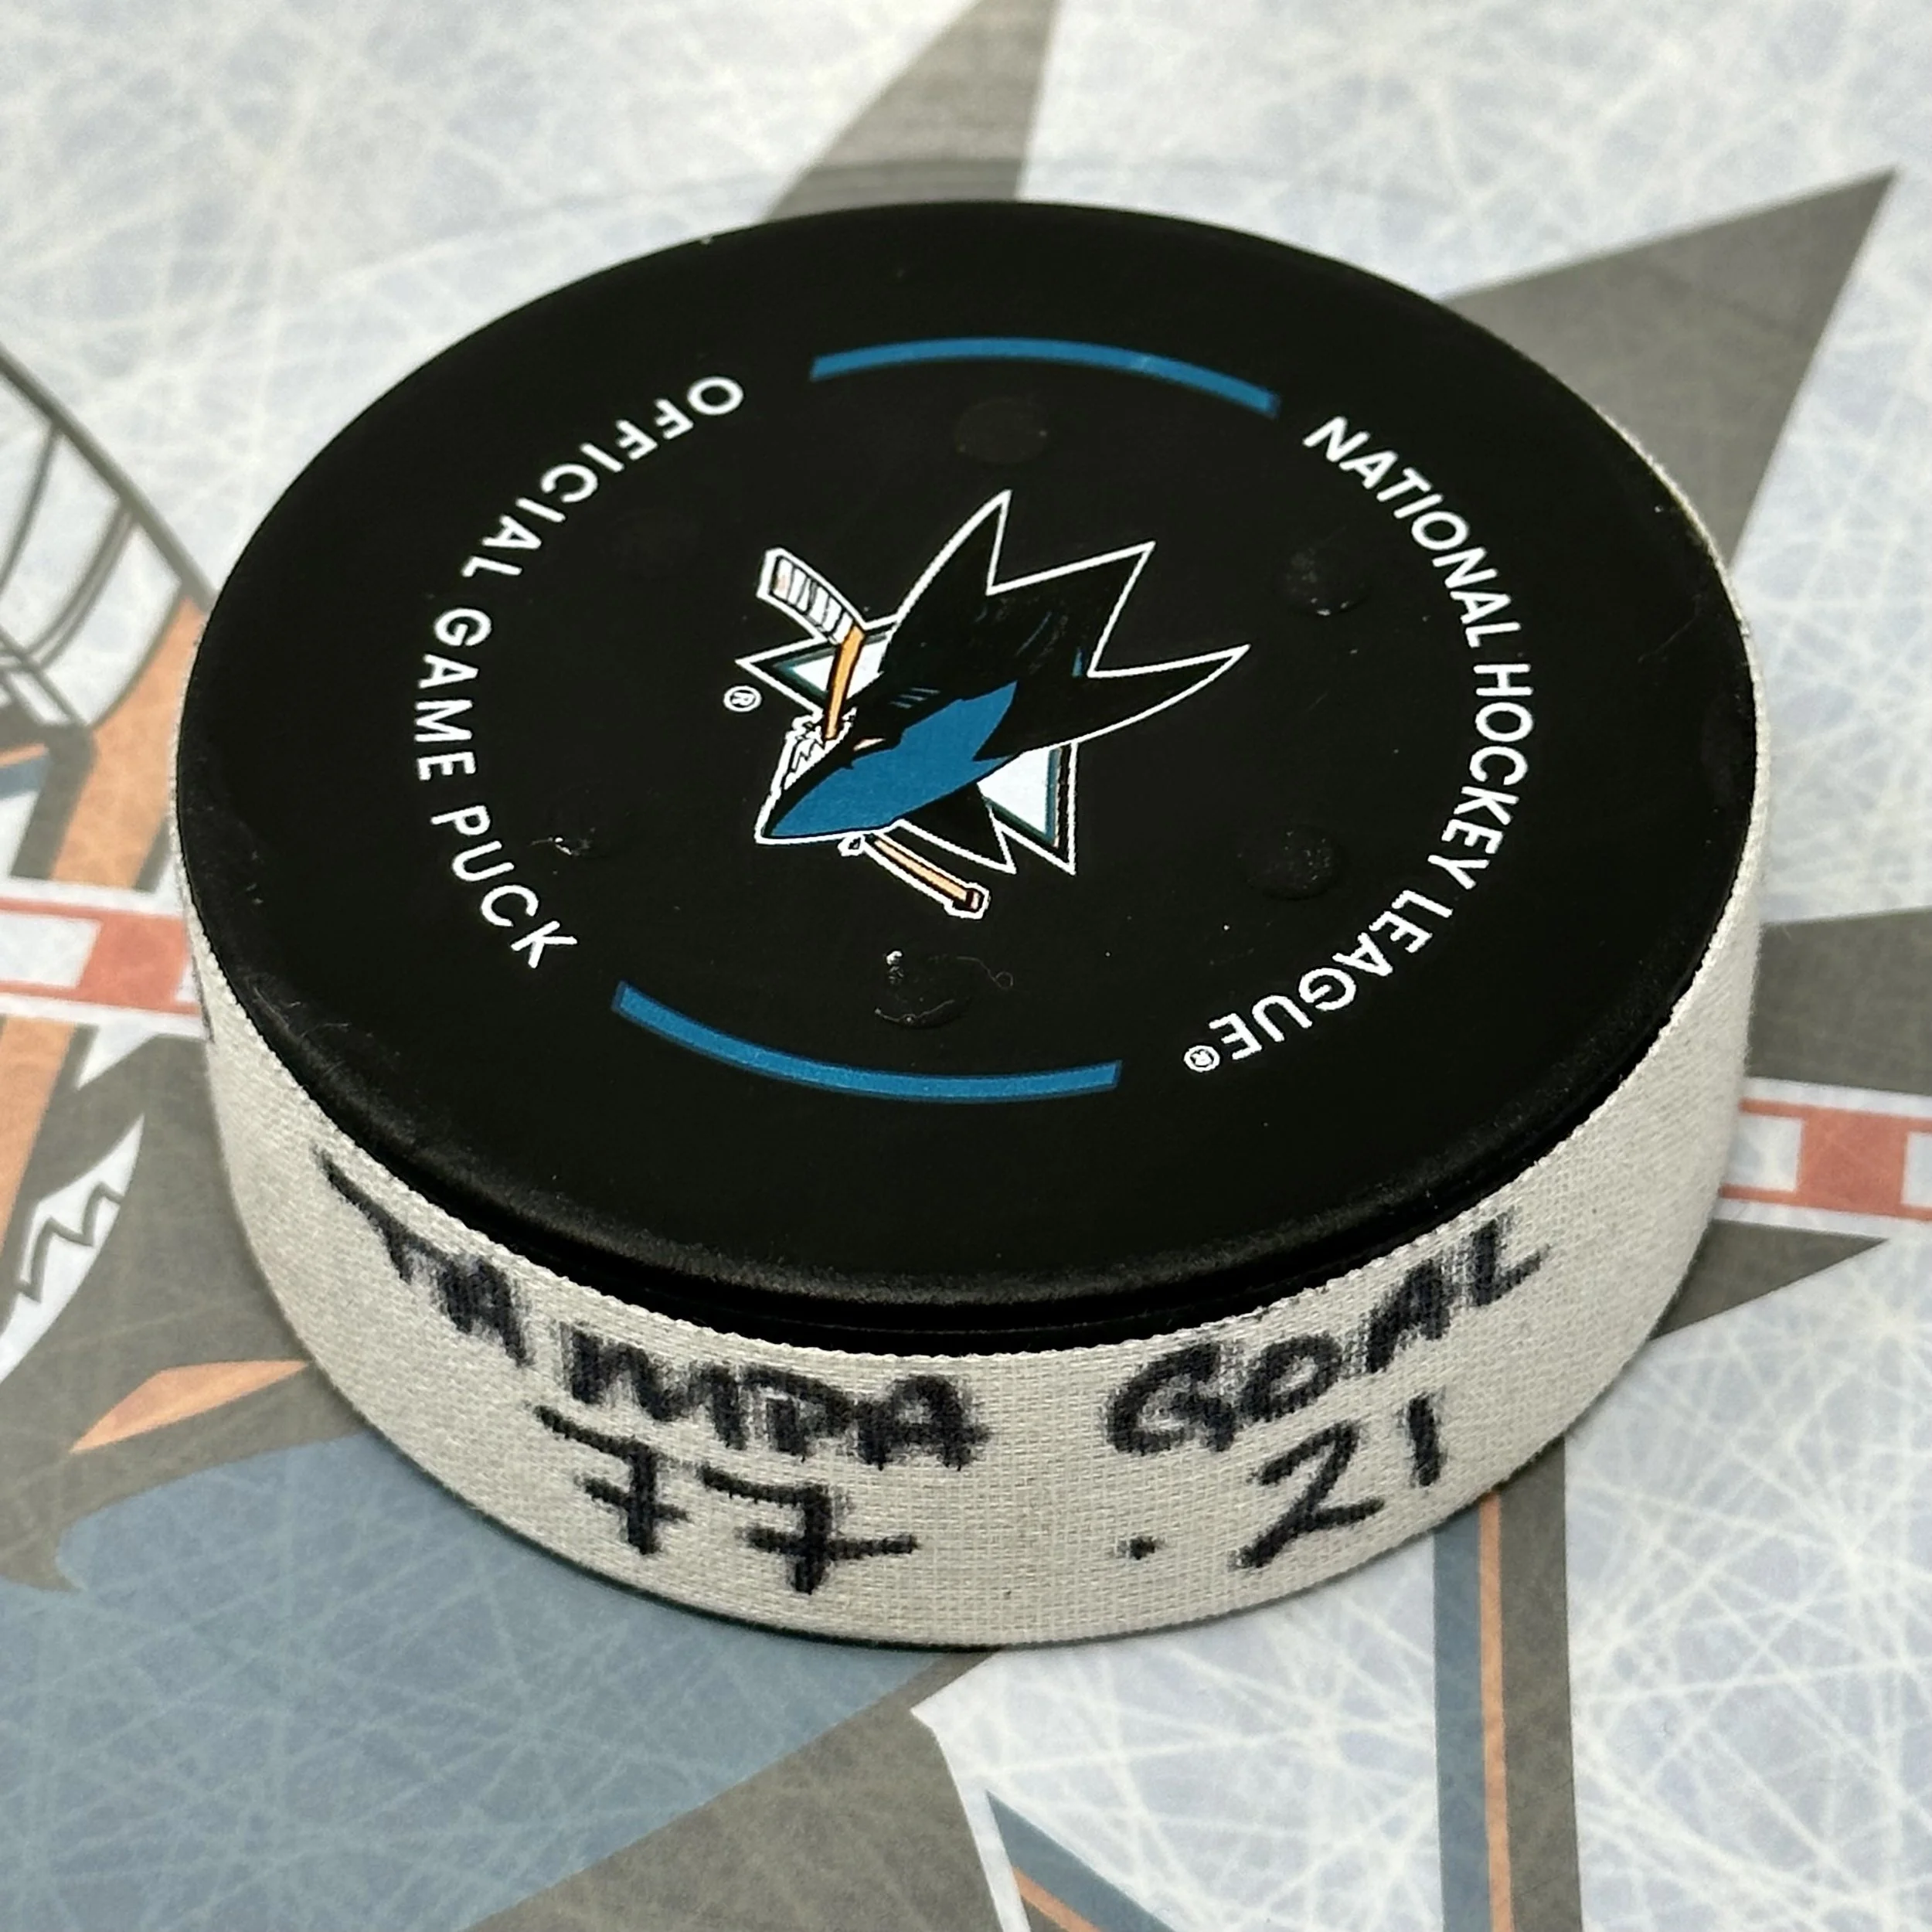 OFFICIAL GAME PUCK
NATIONAL HOCKEY LEAGUE®
®
TAMPA GOAL
77 . 21